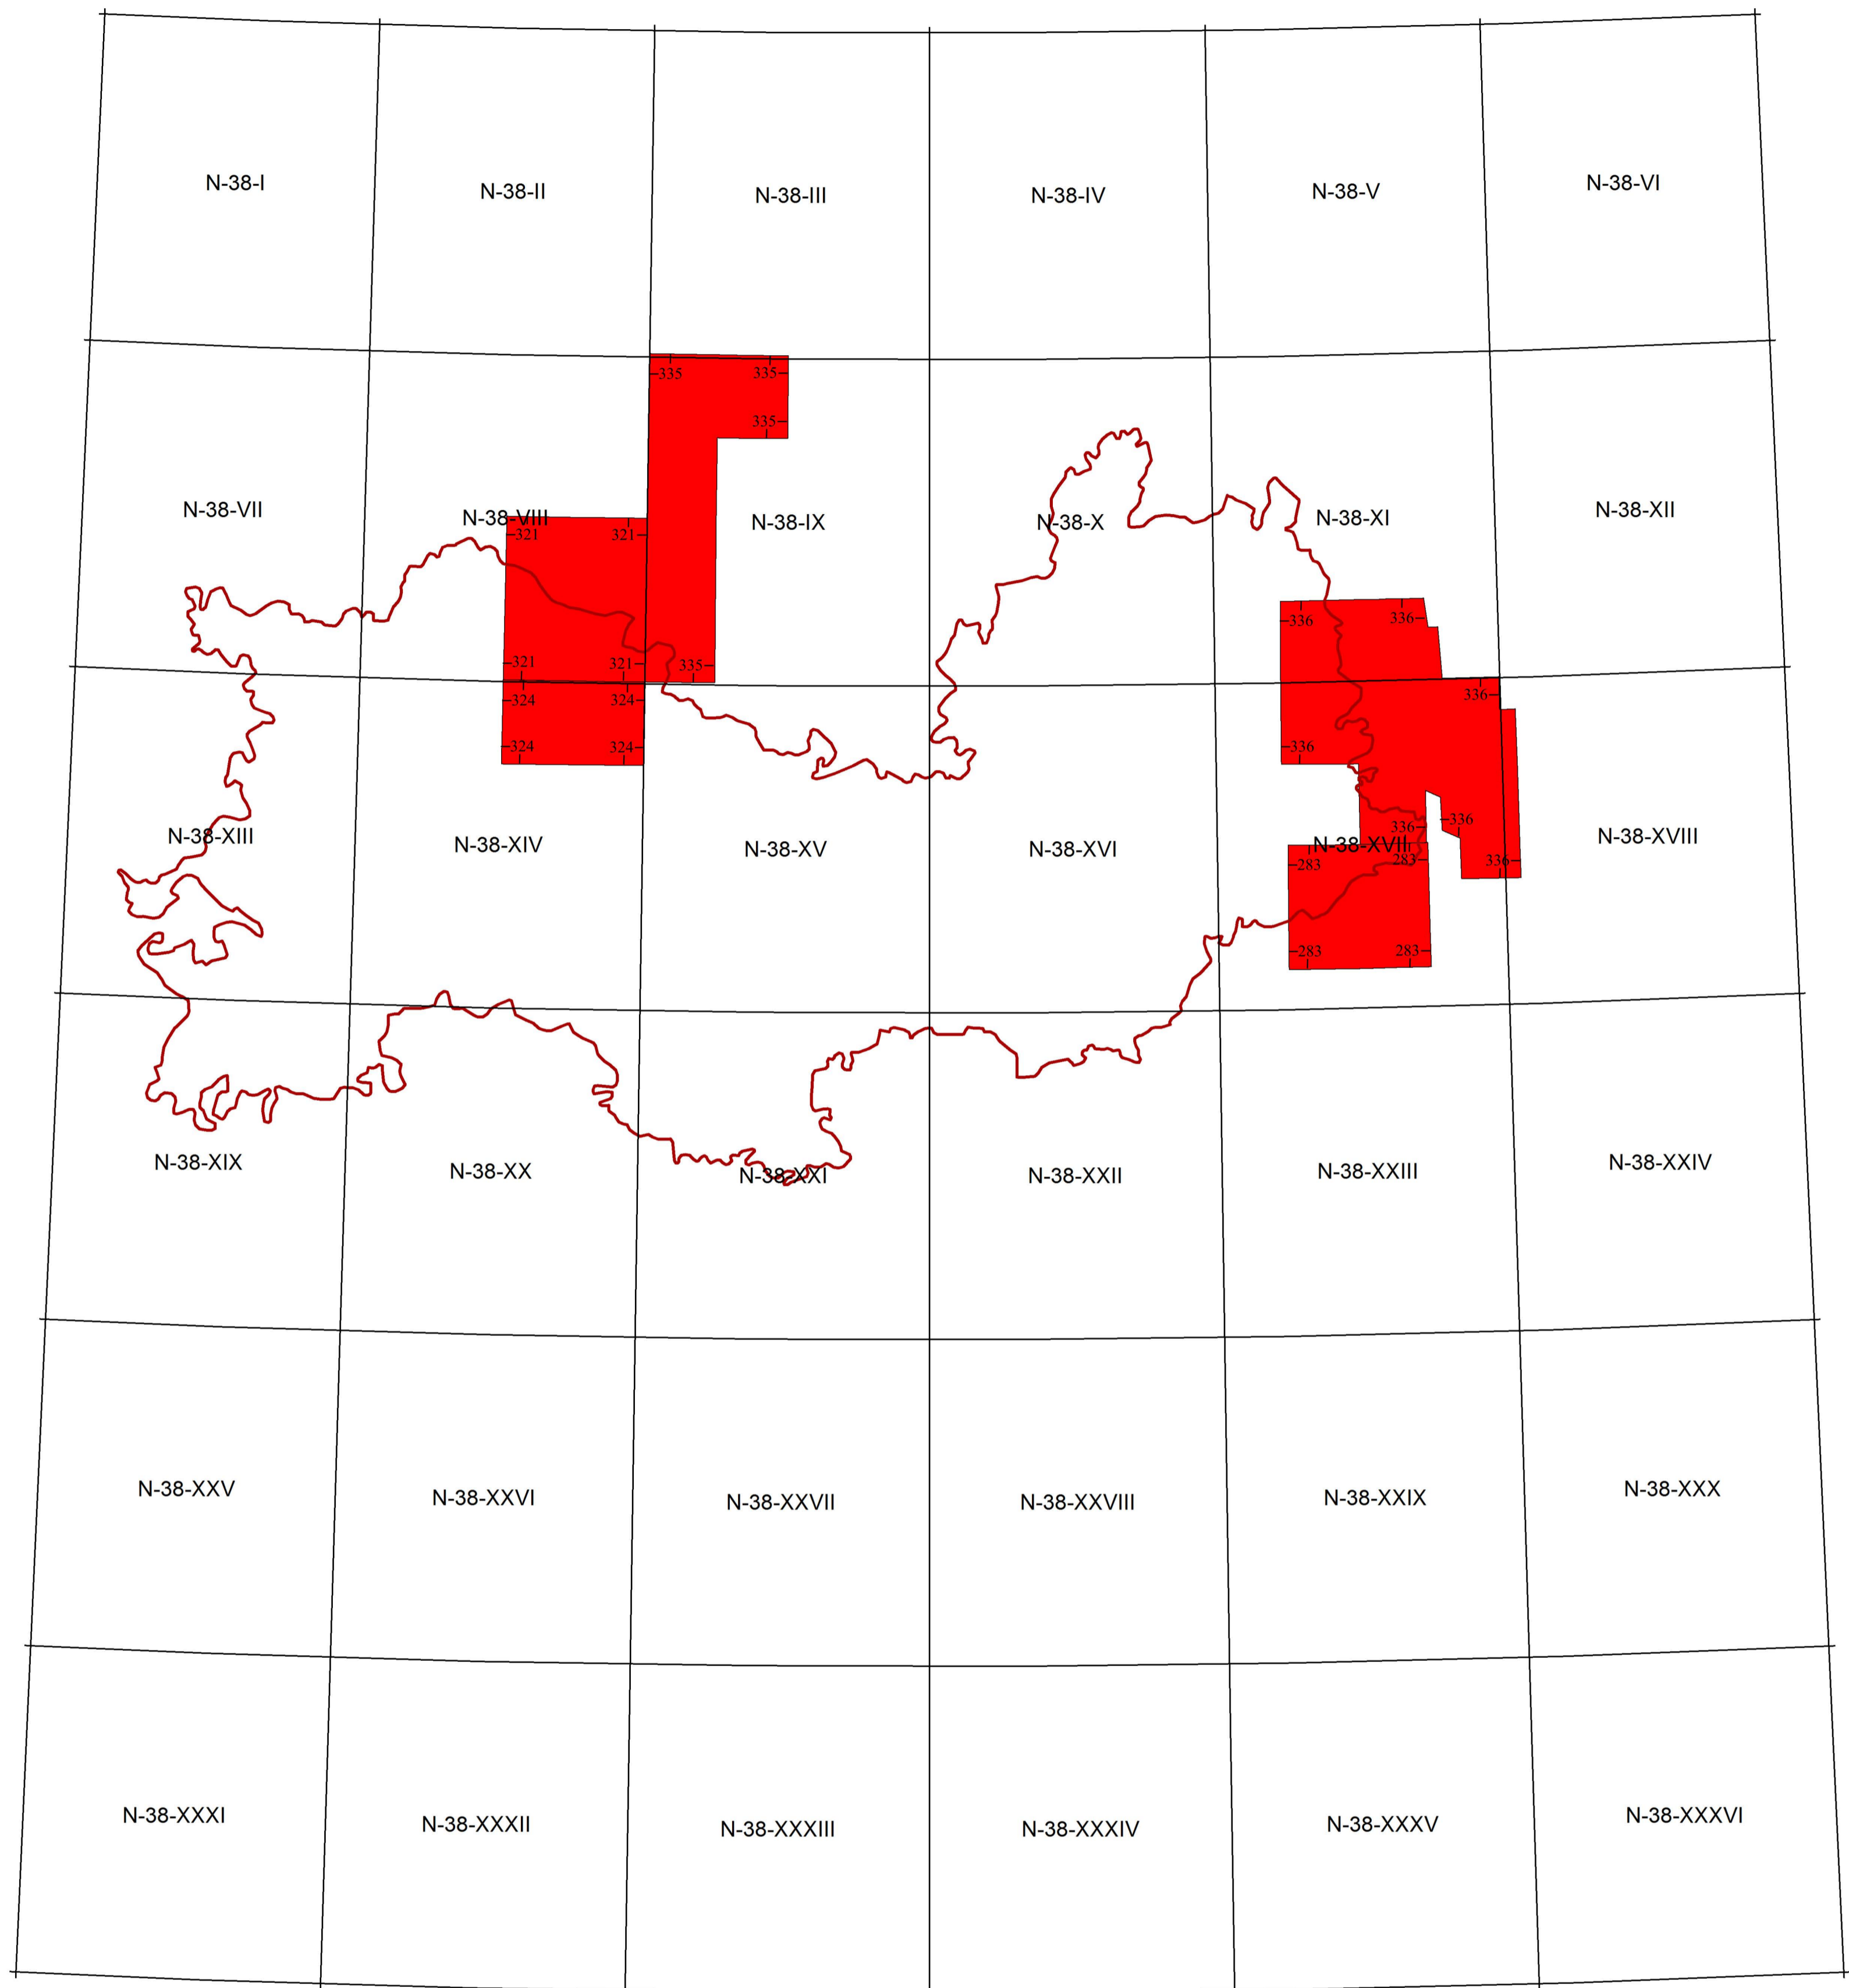 N-38-I N-38-II N-38-III N-38-IV N-38-V N-38-VI
335 335
335
N-38-VII N-38-VIII N-38-IX N-38-X N-38-XI N-38-XII
321 321
336 336
321 321 335
324 324 336
324 324 336
336 336
N-38-XIII N-38-XIV N-38-XV N-38-XVI N-38-XVII N-38-XVIII
283 283 336
283 283
N-38-XIX N-38-XX N-38-XXI N-38-XXII N-38-XXIII N-38-XXIV
N-38-XXV N-38-XXVI N-38-XXVII N-38-XXVIII N-38-XXIX N-38-XXX
N-38-XXXI N-38-XXXII N-38-XXXIII N-38-XXXIV N-38-XXXV N-38-XXXVI